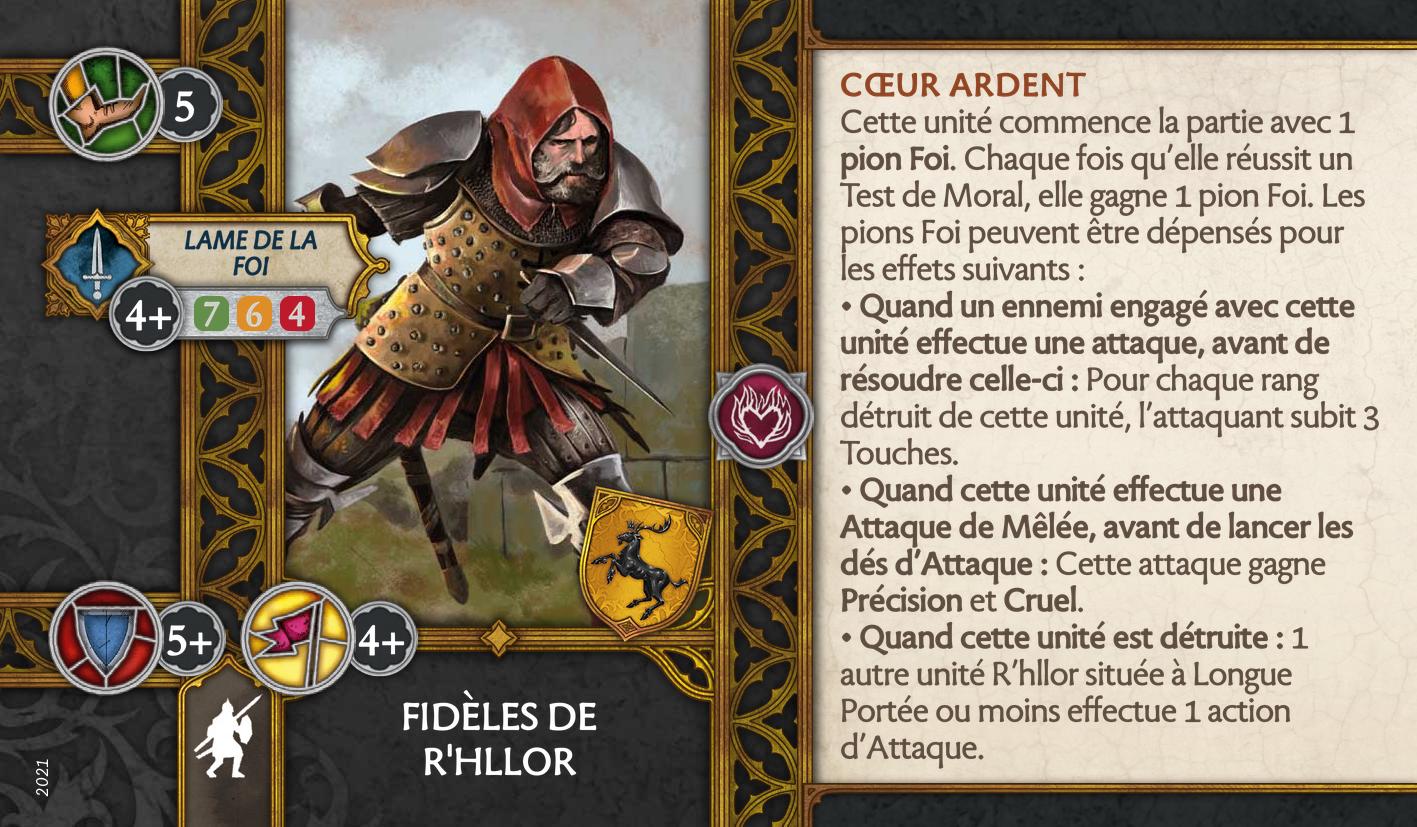 5
LAME DE LA
FOI
4+ 7 6 4
5+ 4+
FIDÈLES DE
R'HLLOR
2021
CŒUR ARDENT
Cette unité commence la partie avec 1
pion Foi. Chaque fois qu'elle réussit un
Test de Moral, elle gagne 1 pion Foi. Les
pions Foi peuvent être dépensés pour
les effets suivants :
• Quand un ennemi engagé avec cette
unité effectue une attaque, avant de
résoudre celle-ci : Pour chaque rang
détruit de cette unité, l'attaquant subit 3
Touches.
• Quand cette unité effectue une
Attaque de Mêlée, avant de lancer les
dés d'Attaque : Cette attaque gagne
Précision et Cruel.
• Quand cette unité est détruite : 1
autre unité R'hllor située à Longue
Portée ou moins effectue 1 action
d'Attaque.